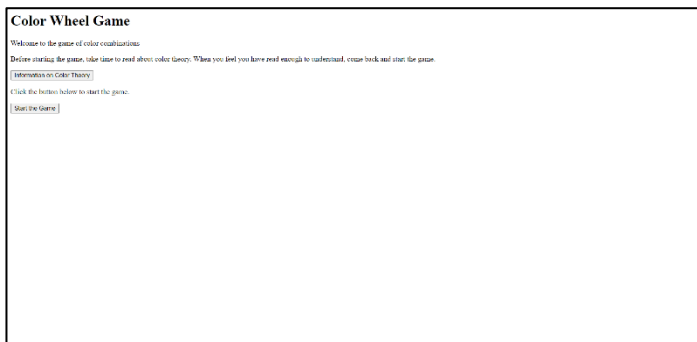 Color Wheel Game
Welcome to the game of color combinations
Before starting the game, take time to read about color theory. When you feel you have read enough to understand, come back and start the game.
Information on Color Theory
Click the button below to start the game.
Start the Game